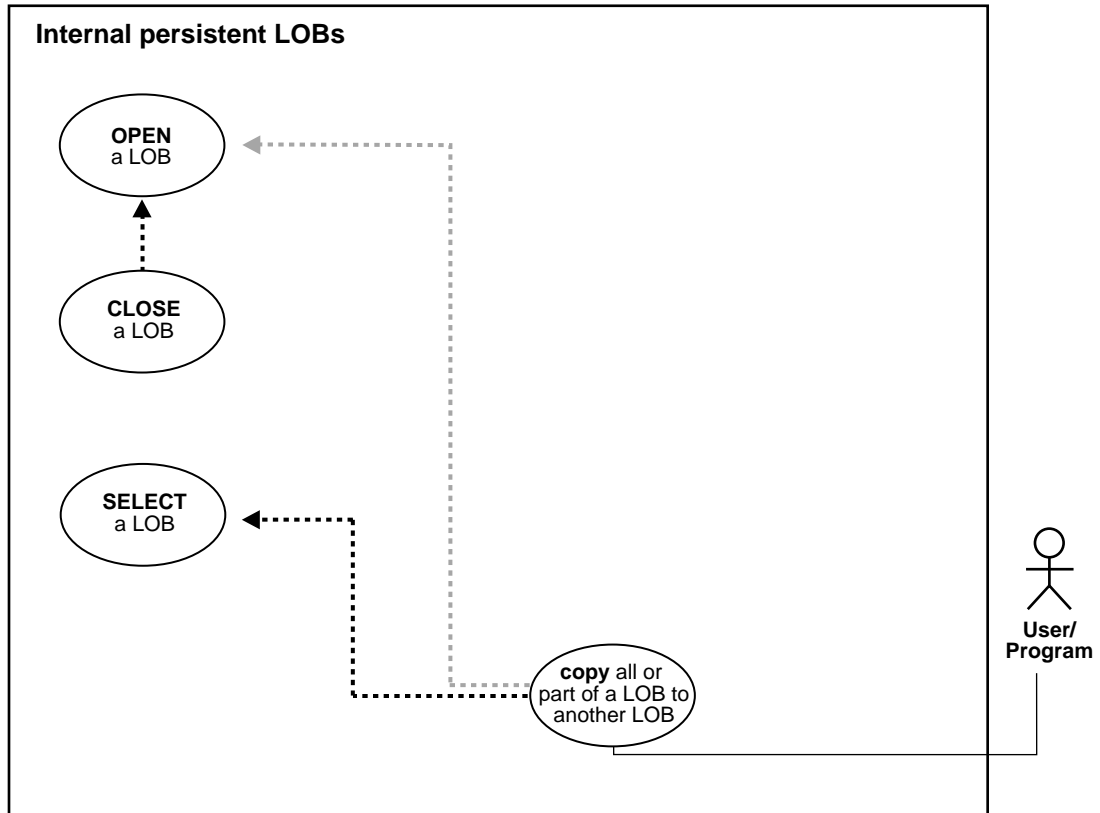 Internal persistent LOBs
OPEN
a LOB
CLOSE
a LOB
SELECT
a LOB
copy all or
part of a LOB to
another LOB
User/
Program